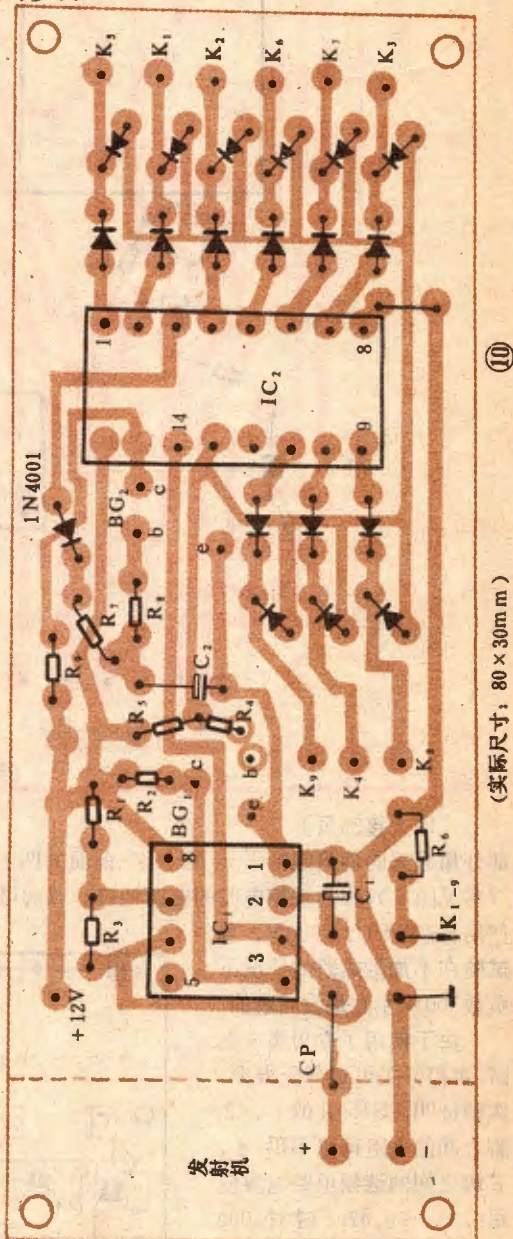 K₅
K₁
K₂
K₆
K₇
K₃
1
8
14
9
IC₂
1N4001
BG₂
c
b
e
R₉
R₇
R₈
R₅
C₂
R₄
b
e
R₁
R₂
c
BG₁
R₃
IC₁
8
5
1
2
3
C₁
K₉
K₄
K₈
R₆
K₁₋₉
+12V
CP
发射机
+
-
⑩
(实际尺寸：80×30mm)